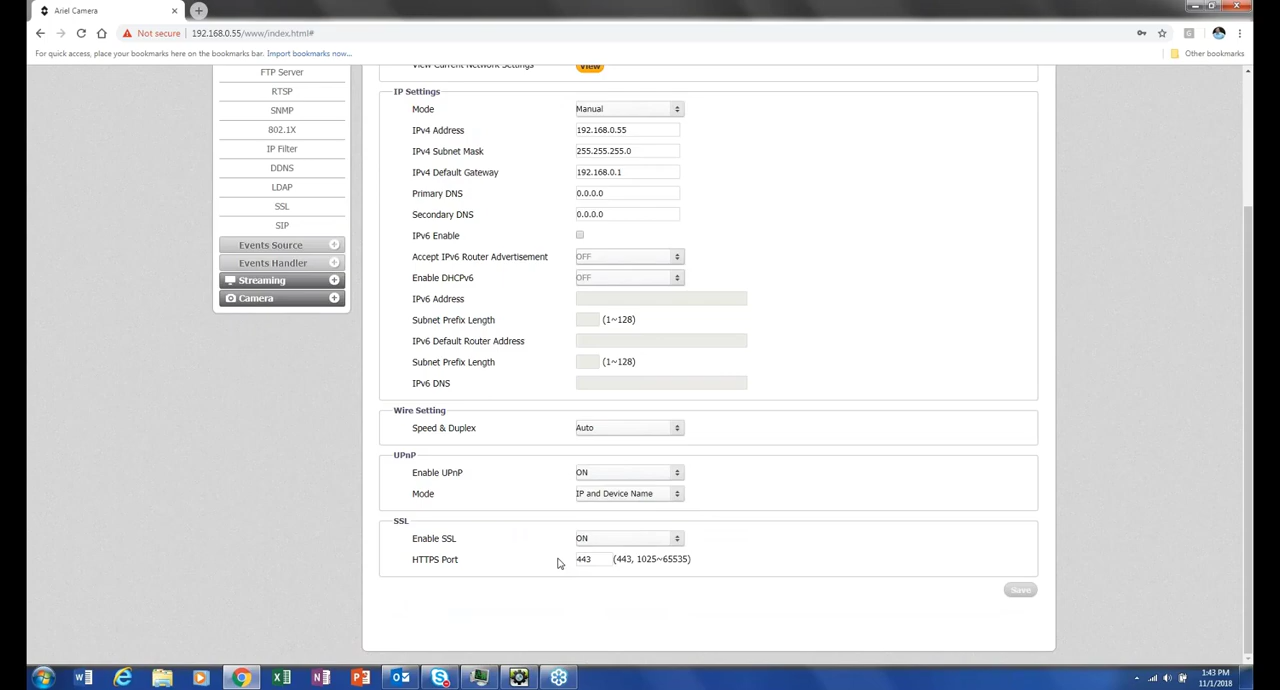 Ariel Camera
Not secure 192.168.0.55/www/index.html#
For quick access, place your bookmarks here on the bookmarks bar. Import bookmarks now...
Other bookmarks
FTP Server
RTSP
SNMP
802.1X
IP Filter
DDNS
LDAP
SSL
SIP
Events Source
Events Handler
Streaming
Camera
View Current Network Settings View
IP Settings
Mode Manual
IPv4 Address 192.168.0.55
IPv4 Subnet Mask 255.255.255.0
IPv4 Default Gateway 192.168.0.1
Primary DNS 0.0.0.0
Secondary DNS 0.0.0.0
IPv6 Enable
Accept IPv6 Router Advertisement OFF
Enable DHCPv6 OFF
IPv6 Address
Subnet Prefix Length (1~128)
IPv6 Default Router Address
Subnet Prefix Length (1~128)
IPv6 DNS
Wire Setting
Speed & Duplex Auto
UPnP
Enable UPnP ON
Mode IP and Device Name
SSL
Enable SSL ON
HTTPS Port 443 (443, 1025~65535)
Save
1:43 PM
11/1/2018